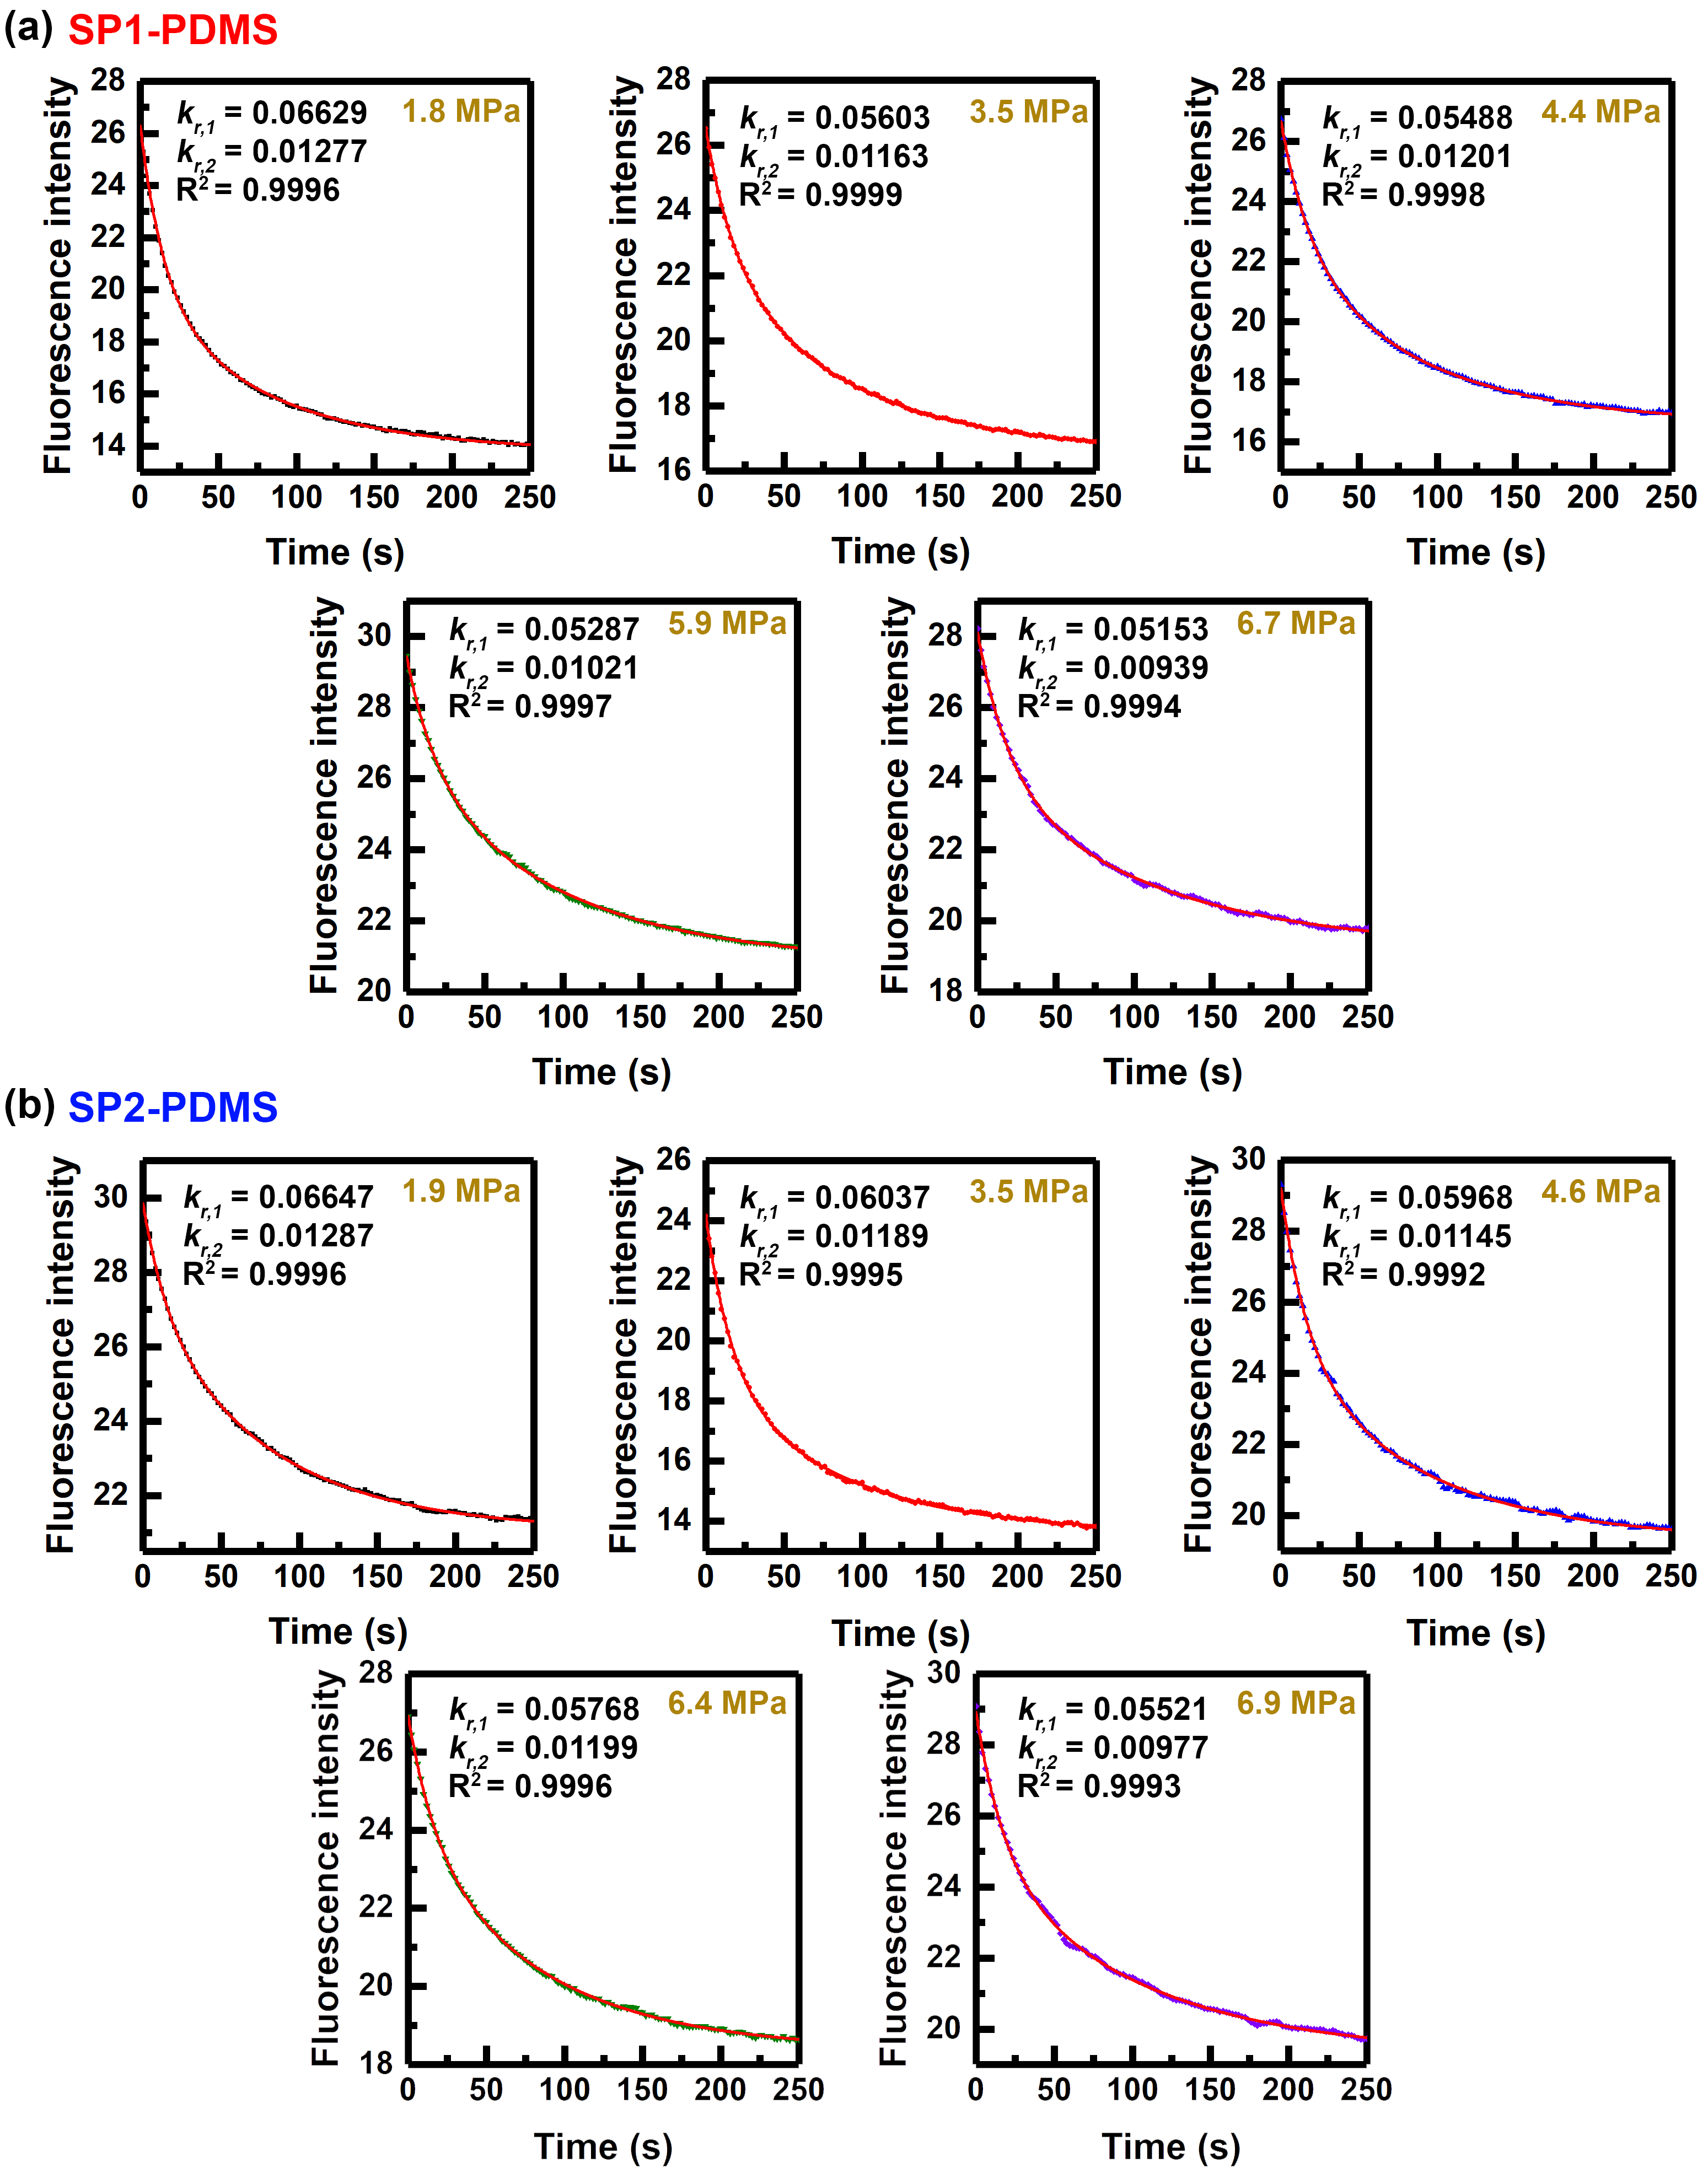 (a) SP1-PDMS
Fluorescence intensity
28
26
24
22
20
18
16
14
k_r,1 = 0.06629
k_r,2 = 0.01277
R² = 0.9996
1.8 MPa
0 50 100 150 200 250
Time (s)
Fluorescence intensity
28
26
24
22
20
18
16
k_r,1 = 0.05603
k_r,2 = 0.01163
R² = 0.9999
3.5 MPa
0 50 100 150 200 250
Time (s)
Fluorescence intensity
28
26
24
22
20
18
16
k_r,1 = 0.05488
k_r,2 = 0.01201
R² = 0.9998
4.4 MPa
0 50 100 150 200 250
Time (s)
Fluorescence intensity
30
28
26
24
22
20
k_r,1 = 0.05287
k_r,2 = 0.01021
R² = 0.9997
5.9 MPa
0 50 100 150 200 250
Time (s)
Fluorescence intensity
28
26
24
22
20
18
k_r,1 = 0.05153
k_r,2 = 0.00939
R² = 0.9994
6.7 MPa
0 50 100 150 200 250
Time (s)
(b) SP2-PDMS
Fluorescence intensity
30
28
26
24
22
k_r,1 = 0.06647
k_r,2 = 0.01287
R² = 0.9996
1.9 MPa
0 50 100 150 200 250
Time (s)
Fluorescence intensity
26
24
22
20
18
16
14
k_r,1 = 0.06037
k_r,2 = 0.01189
R² = 0.9995
3.5 MPa
0 50 100 150 200 250
Time (s)
Fluorescence intensity
30
28
26
24
22
20
k_r,1 = 0.05968
k_r,1 = 0.01145
R² = 0.9992
4.6 MPa
0 50 100 150 200 250
Time (s)
Fluorescence intensity
28
26
24
22
20
18
k_r,1 = 0.05768
k_r,2 = 0.01199
R² = 0.9996
6.4 MPa
0 50 100 150 200 250
Time (s)
Fluorescence intensity
30
28
26
24
22
20
k_r,1 = 0.05521
k_r,2 = 0.00977
R² = 0.9993
6.9 MPa
0 50 100 150 200 250
Time (s)